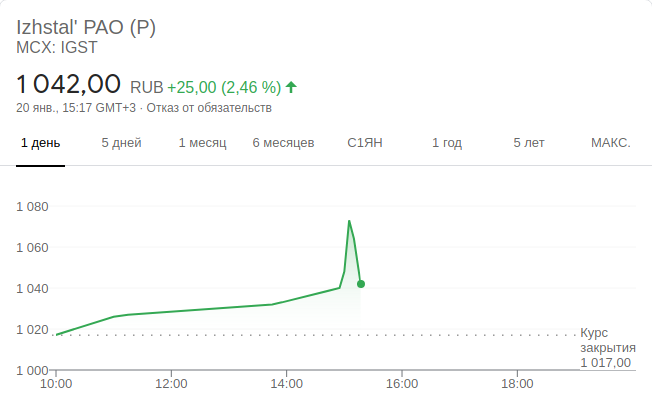 Izhstal' PAO (P)
MCX: IGST
1 042,00 RUB +25,00 (2,46 %)
20 янв., 15:17 GMT+3 · Отказ от обязательств
1 день 5 дней 1 месяц 6 месяцев С1ЯН 1 год 5 лет МАКС.
1 080
1 060
1 040
1 020
Курс
закрытия
1 017,00
1 000
10:00 12:00 14:00 16:00 18:00